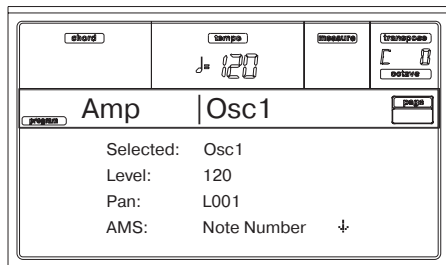 chord tempo measure transpose
♩= 120 C 0
octave
program Amp |Osc1 page
Selected: Osc1
Level: 120
Pan: L001
AMS: Note Number